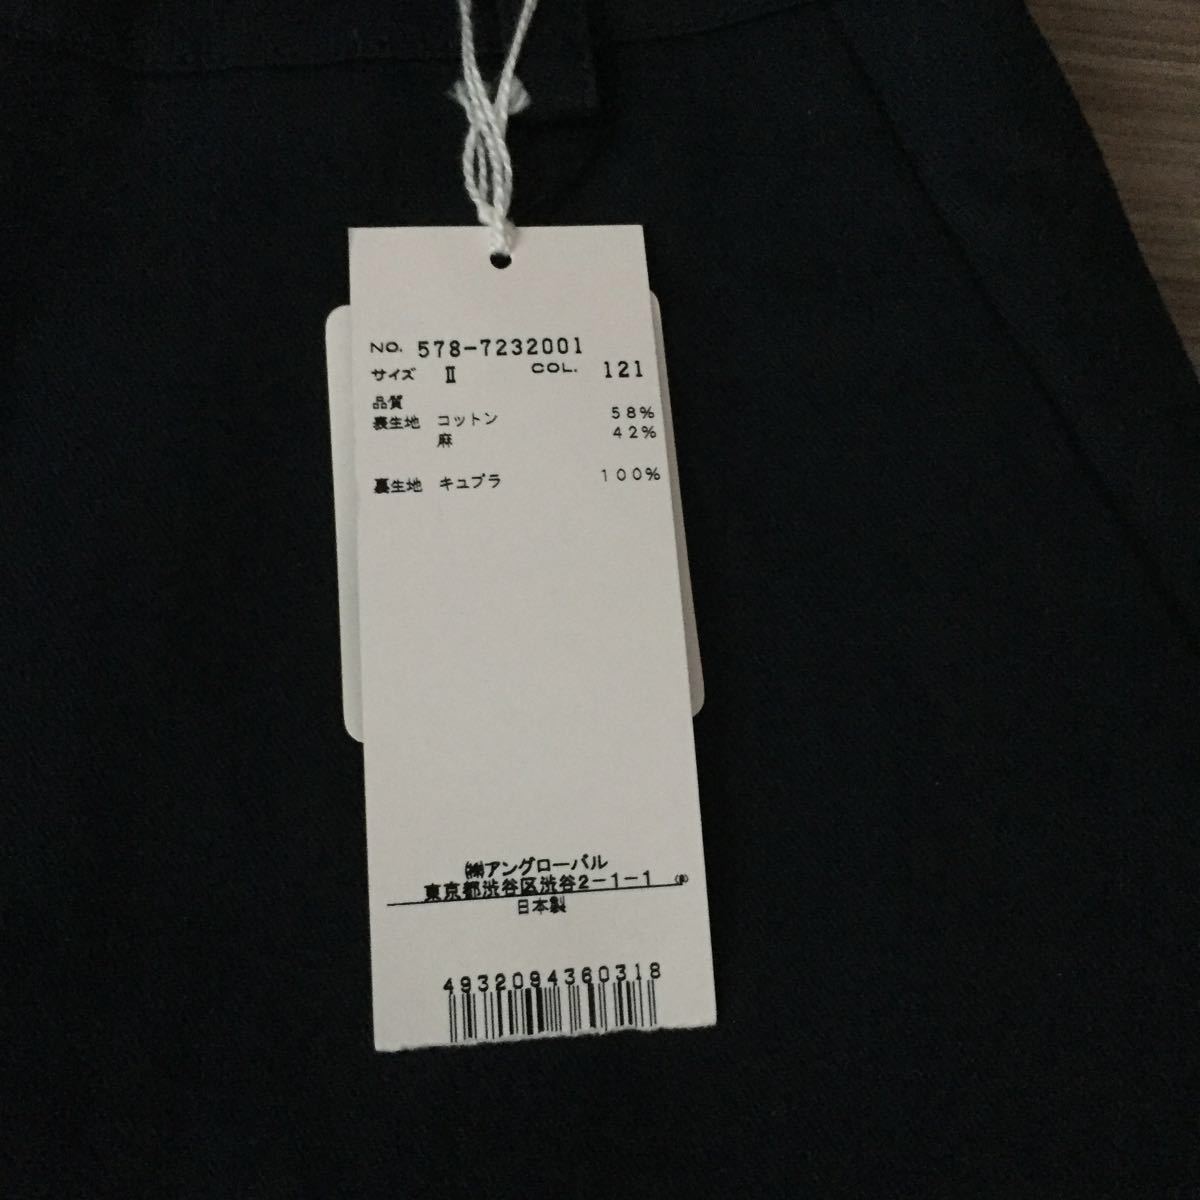 NO. 578-7232001
サイズ Ⅱ COL. 121
品質
表生地 コットン 58%
麻 42%
裏生地 キュプラ 100%
㈱アングローバル
東京都渋谷区渋谷2-1-1
日本製
4932094360318